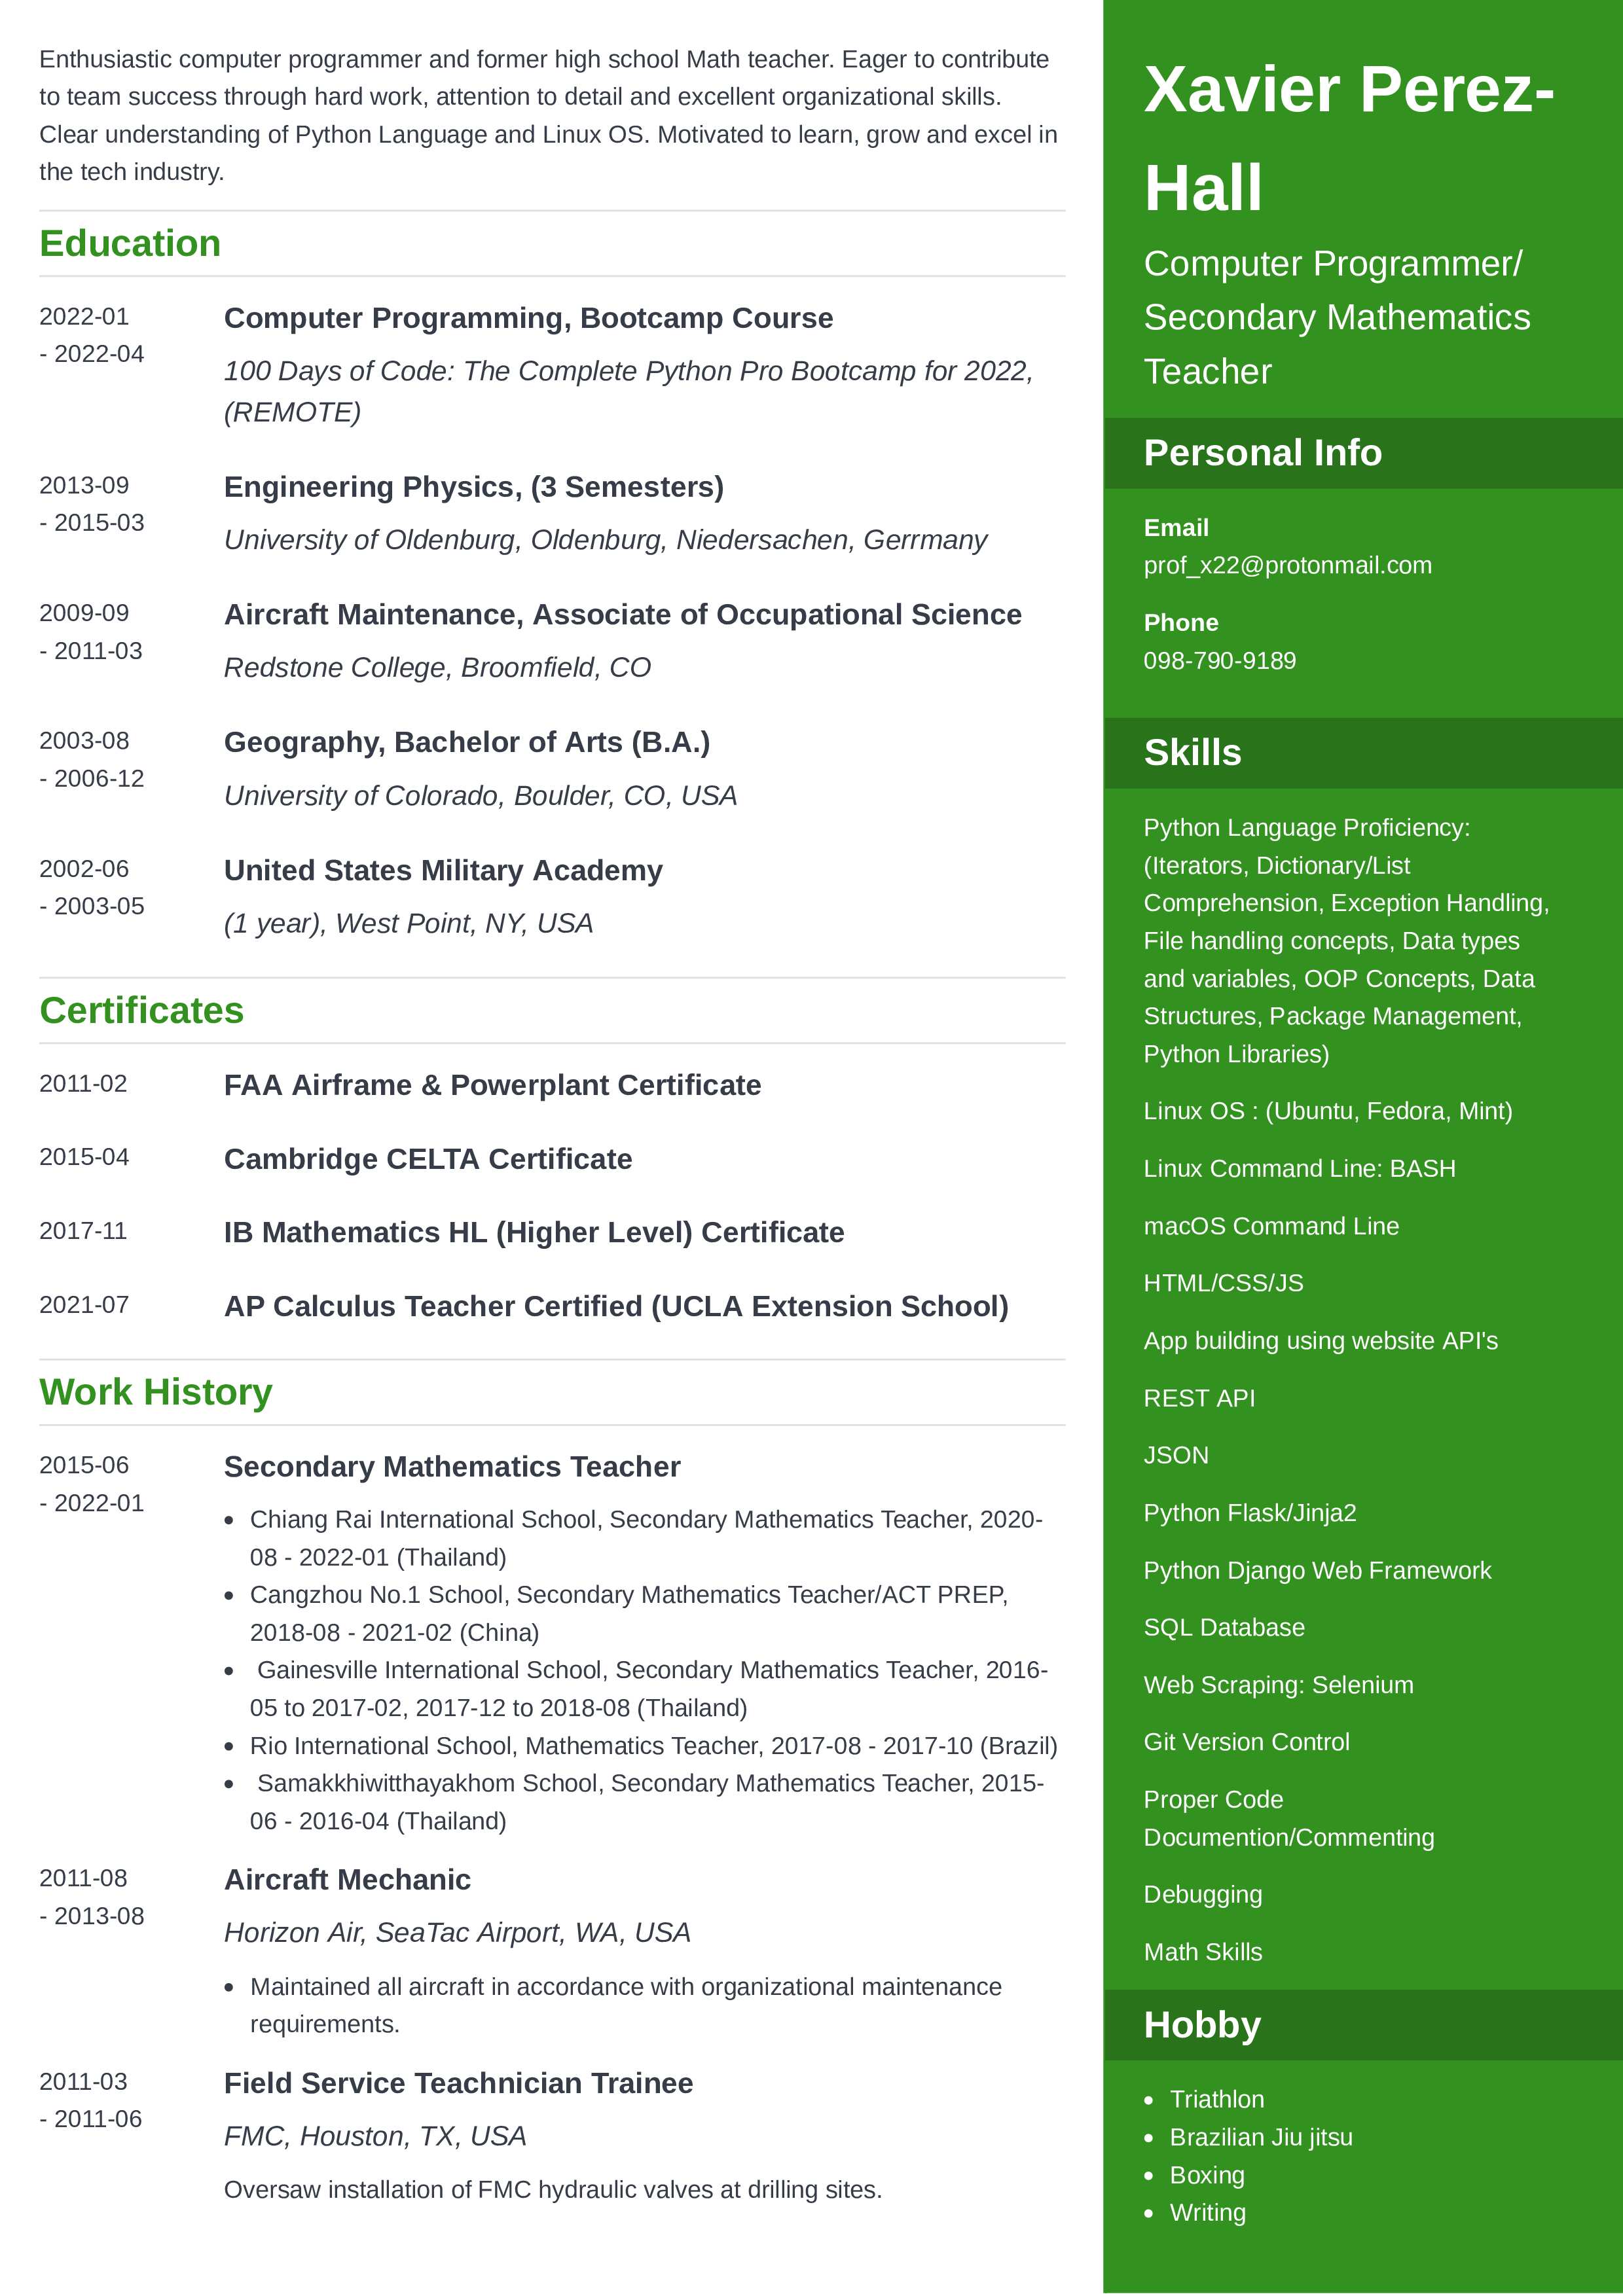 Enthusiastic computer programmer and former high school Math teacher. Eager to contribute
to team success through hard work, attention to detail and excellent organizational skills.
Clear understanding of Python Language and Linux OS. Motivated to learn, grow and excel in
the tech industry.
Education
2022-01
- 2022-04
Computer Programming, Bootcamp Course
100 Days of Code: The Complete Python Pro Bootcamp for 2022,
(REMOTE)
2013-09
- 2015-03
Engineering Physics, (3 Semesters)
University of Oldenburg, Oldenburg, Niedersachen, Gerrmany
2009-09
- 2011-03
Aircraft Maintenance, Associate of Occupational Science
Redstone College, Broomfield, CO
2003-08
- 2006-12
Geography, Bachelor of Arts (B.A.)
University of Colorado, Boulder, CO, USA
2002-06
- 2003-05
United States Military Academy
(1 year), West Point, NY, USA
Certificates
2011-02
FAA Airframe & Powerplant Certificate
2015-04
Cambridge CELTA Certificate
2017-11
IB Mathematics HL (Higher Level) Certificate
2021-07
AP Calculus Teacher Certified (UCLA Extension School)
Work History
2015-06
- 2022-01
Secondary Mathematics Teacher
• Chiang Rai International School, Secondary Mathematics Teacher, 2020-
08 - 2022-01 (Thailand)
• Cangzhou No.1 School, Secondary Mathematics Teacher/ACT PREP,
2018-08 - 2021-02 (China)
• Gainesville International School, Secondary Mathematics Teacher, 2016-
05 to 2017-02, 2017-12 to 2018-08 (Thailand)
• Rio International School, Mathematics Teacher, 2017-08 - 2017-10 (Brazil)
• Samakkhiwitthayakhom School, Secondary Mathematics Teacher, 2015-
06 - 2016-04 (Thailand)
2011-08
- 2013-08
Aircraft Mechanic
Horizon Air, SeaTac Airport, WA, USA
• Maintained all aircraft in accordance with organizational maintenance
requirements.
2011-03
- 2011-06
Field Service Teachnician Trainee
FMC, Houston, TX, USA
Oversaw installation of FMC hydraulic valves at drilling sites.
Xavier Perez-
Hall
Computer Programmer/
Secondary Mathematics
Teacher
Personal Info
Email
prof_x22@protonmail.com
Phone
098-790-9189
Skills
Python Language Proficiency:
(Iterators, Dictionary/List
Comprehension, Exception Handling,
File handling concepts, Data types
and variables, OOP Concepts, Data
Structures, Package Management,
Python Libraries)
Linux OS : (Ubuntu, Fedora, Mint)
Linux Command Line: BASH
macOS Command Line
HTML/CSS/JS
App building using website API's
REST API
JSON
Python Flask/Jinja2
Python Django Web Framework
SQL Database
Web Scraping: Selenium
Git Version Control
Proper Code
Documention/Commenting
Debugging
Math Skills
Hobby
• Triathlon
• Brazilian Jiu jitsu
• Boxing
• Writing